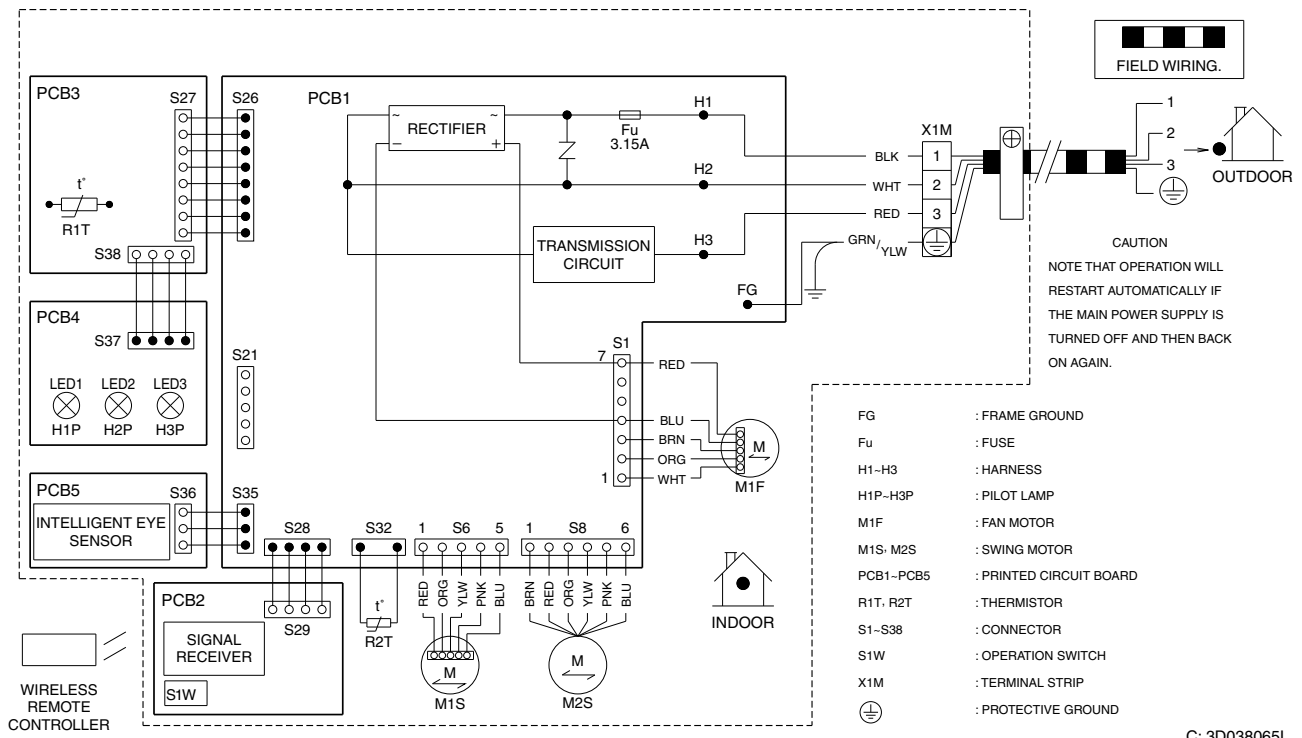 FIELD WIRING.
PCB3
S27
S26
PCB1
RECTIFIER
~
~
−
+
Fu
3.15A
H1
H2
H3
X1M
BLK
1
WHT
2
RED
3
GRN/YLW
1
2
3
OUTDOOR
t°
R1T
S38
TRANSMISSION
CIRCUIT
FG
CAUTION
NOTE THAT OPERATION WILL
RESTART AUTOMATICALLY IF
THE MAIN POWER SUPPLY IS
TURNED OFF AND THEN BACK
ON AGAIN.
PCB4
S37
LED1 LED2 LED3
H1P H2P H3P
S21
S1
7
RED
BLU
BRN
ORG
1
WHT
M
M1F
PCB5
S36
S35
INTELLIGENT EYE
SENSOR
S28
S32
1 S6 5
1 S8 6
RED
ORG
YLW
PNK
BLU
BRN
RED
ORG
YLW
PNK
BLU
PCB2
S29
SIGNAL
RECEIVER
S1W
t°
R2T
M
M1S
M
M2S
INDOOR
WIRELESS
REMOTE
CONTROLLER
FG : FRAME GROUND
Fu : FUSE
H1~H3 : HARNESS
H1P~H3P : PILOT LAMP
M1F : FAN MOTOR
M1S, M2S : SWING MOTOR
PCB1~PCB5 : PRINTED CIRCUIT BOARD
R1T, R2T : THERMISTOR
S1~S38 : CONNECTOR
S1W : OPERATION SWITCH
X1M : TERMINAL STRIP
: PROTECTIVE GROUND